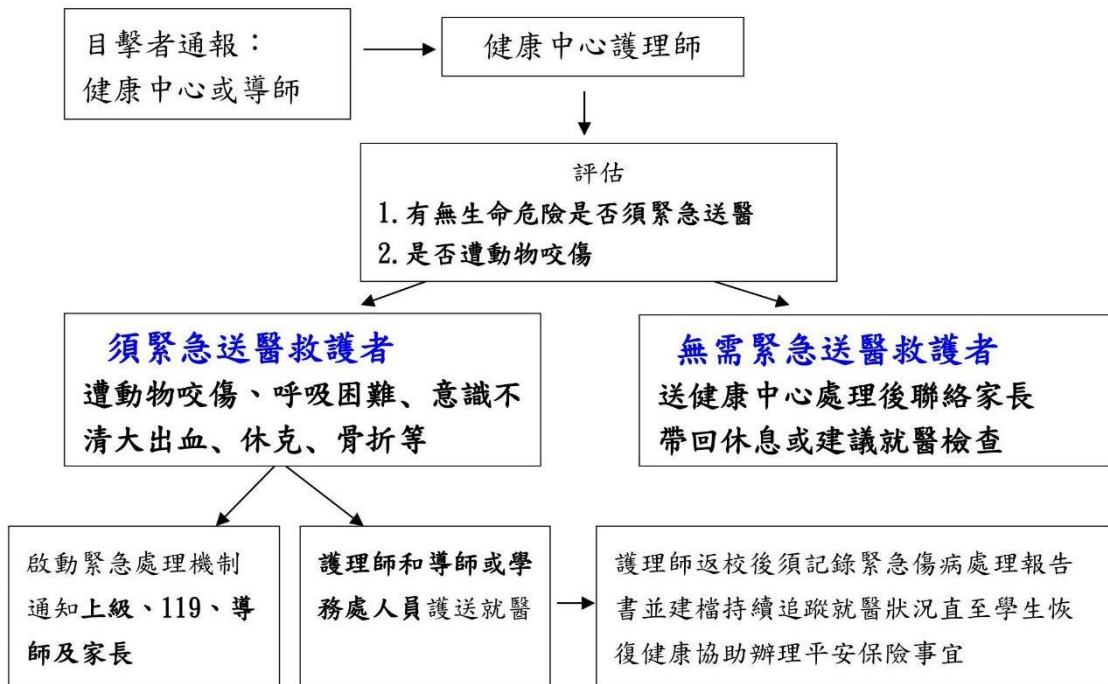 目擊者通報：
健康中心或導師
健康中心護理師
評估
1.有無生命危險是否須緊急送醫
2.是否遭動物咬傷
須緊急送醫救護者
遭動物咬傷、呼吸困難、意識不
清大出血、休克、骨折等
無需緊急送醫救護者
送健康中心處理後聯絡家長
帶回休息或建議就醫檢查
啟動緊急處理機制
通知上級、119、導
師及家長
護理師和導師或學
務處人員護送就醫
護理師返校後須記錄緊急傷病處理報告
書並建檔持續追蹤就醫狀況直至學生恢
復健康協助辦理平安保險事宜